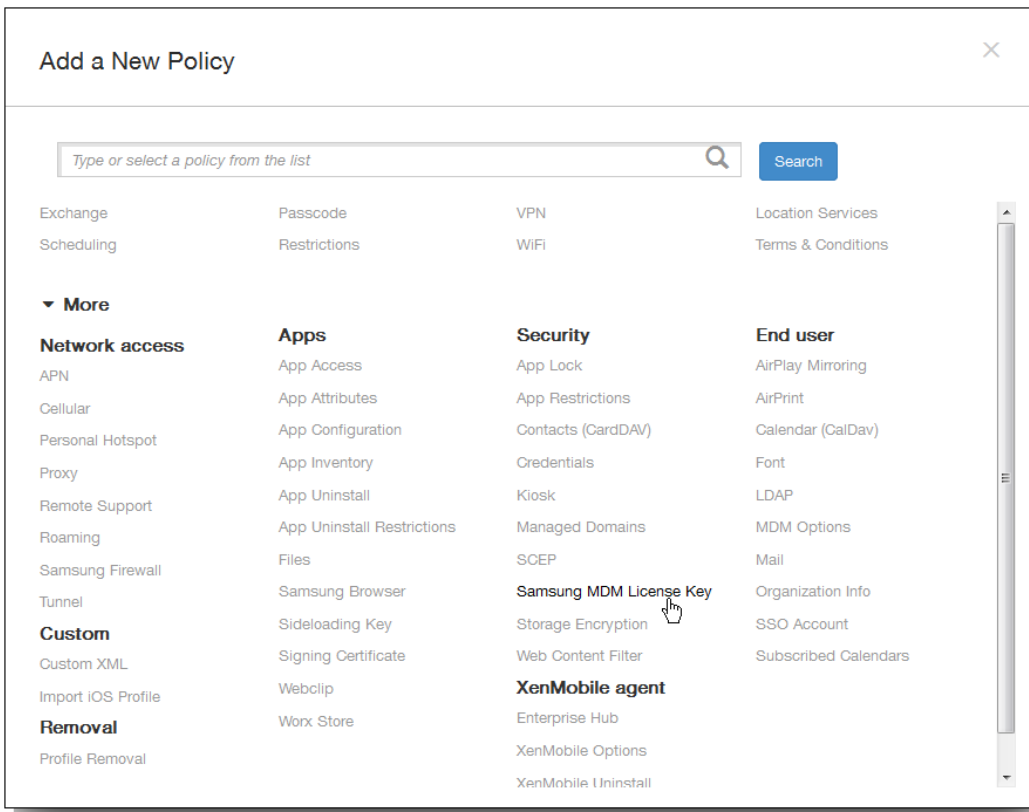 Add a New Policy
Type or select a policy from the list
Search
Exchange
Passcode
VPN
Location Services
Scheduling
Restrictions
WiFi
Terms & Conditions
More
Network access
APN
Cellular
Personal Hotspot
Proxy
Remote Support
Roaming
Samsung Firewall
Tunnel
Custom
Custom XML
Import iOS Profile
Removal
Profile Removal
Apps
App Access
App Attributes
App Configuration
App Inventory
App Uninstall
App Uninstall Restrictions
Files
Samsung Browser
Sideloading Key
Signing Certificate
Webclip
Worx Store
Security
App Lock
App Restrictions
Contacts (CardDAV)
Credentials
Kiosk
Managed Domains
SCEP
Samsung MDM License Key
Storage Encryption
Web Content Filter
XenMobile agent
Enterprise Hub
XenMobile Options
XenMobile Uninstall
End user
AirPlay Mirroring
AirPrint
Calendar (CalDav)
Font
LDAP
MDM Options
Mail
Organization Info
SSO Account
Subscribed Calendars